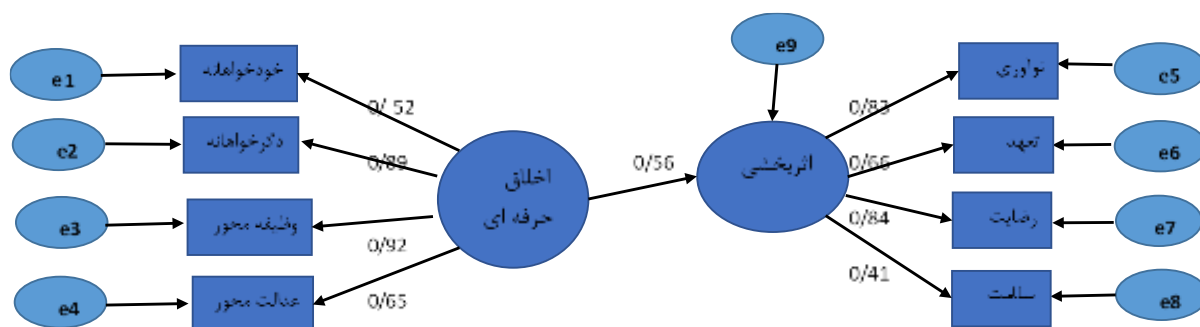 e1
خودخواهانه
0/ 52
e9
0/83
نوآوری
e5
e2
دگرخواهانه
0/89
اخلاق
حرفه ای
0/56
اثربخشی
0/66
تعهد
e6
e3
وظیفه محور
0/92
0/84
رضایت
e7
e4
عدالت محور
0/65
0/41
سلامت
e8